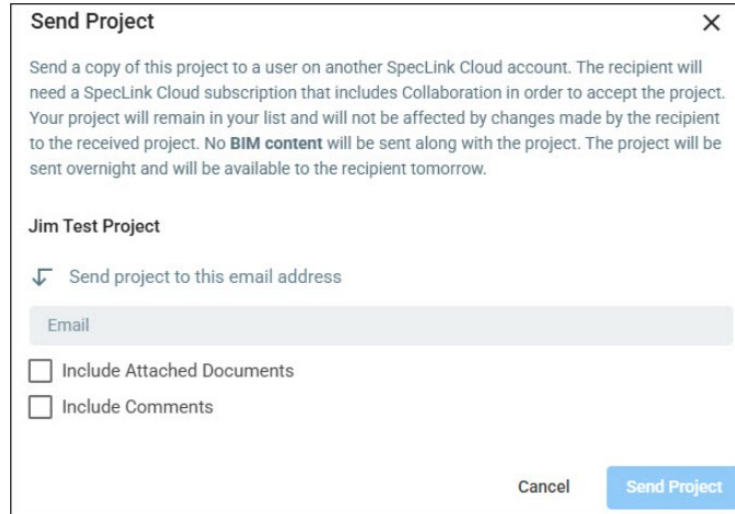 Send Project
Send a copy of this project to a user on another SpecLink Cloud account. The recipient will
need a SpecLink Cloud subscription that includes Collaboration in order to accept the project.
Your project will remain in your list and will not be affected by changes made by the recipient
to the received project. No BIM content will be sent along with the project. The project will be
sent overnight and will be available to the recipient tomorrow.
Jim Test Project
Send project to this email address
Email
Include Attached Documents
Include Comments
Cancel Send Project